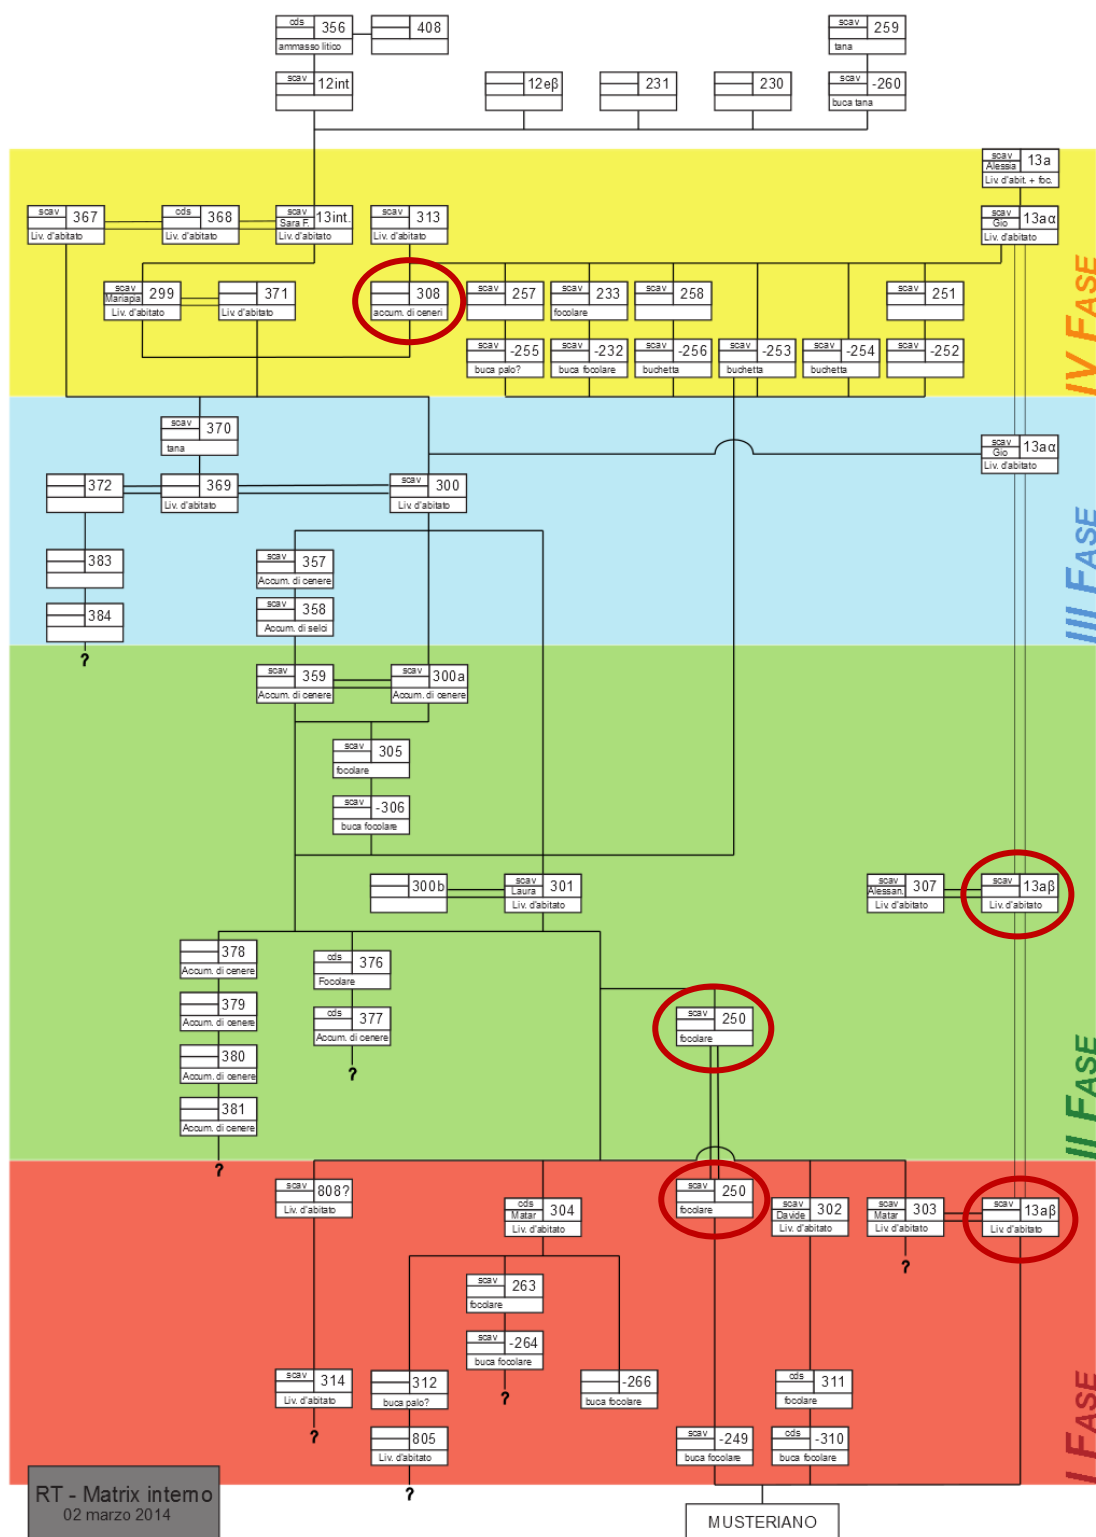 cds 356 408
ammasso litico
scav 259
tana
scav 12int
12eβ
231
230
scav -260
buca tana
scav 13a
Alessia
Liv. d'abit. + foc.
scav 367
Liv. d'abitato
cds 368
Liv. d'abitato
scav 13int.
Sara F.
Liv. d'abitato
scav 313
Liv. d'abitato
scav 13aα
Gio
Liv. d'abitato
scav 299
Mariapia
Liv. d'abitato
371
Liv. d'abitato
308
accum. di ceneri
scav 257
scav 233
focolare
scav 258
scav 251
scav -255
buca palo?
scav -232
buca focolare
scav -256
buchetta
scav -253
buchetta
scav -254
buchetta
scav -252
IV FASE
scav 370
tana
scav 13aα
Gio
Liv. d'abitato
372
369
Liv. d'abitato
scav 300
Liv. d'abitato
383
scav 357
Accum. di cenere
384
scav 358
Accum. di selci
?
III FASE
scav 359
Accum. di cenere
scav 300a
Accum. di cenere
scav 305
focolare
scav -306
buca focolare
300b
scav 301
Laura
Liv. d'abitato
scav 307
Alessan.
Liv. d'abitato
scav 13aβ
Liv. d'abitato
378
Accum. di cenere
cds 376
Focolare
379
Accum. di cenere
cds 377
Accum. di cenere
?
scav 250
focolare
380
Accum. di cenere
381
Accum. di cenere
?
II FASE
scav 808?
Liv. d'abitato
cds 304
Matar
Liv. d'abitato
scav 250
focolare
scav 302
Davide
Liv. d'abitato
scav 303
Matar
Liv. d'abitato
?
scav 13aβ
Liv. d'abitato
scav 263
focolare
scav -264
buca focolare
?
scav 314
Liv. d'abitato
?
312
buca palo?
-266
buca focolare
cds 311
focolare
805
Liv. d'abitato
?
scav -249
buca focolare
cds -310
buca focolare
I FASE
RT - Matrix interno
02 marzo 2014
MUSTERIANO